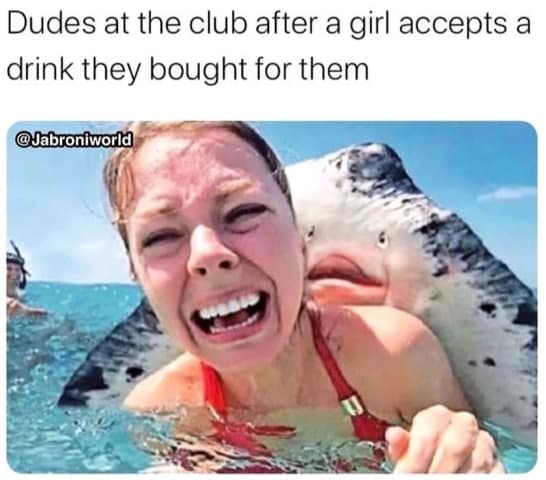 Dudes at the club after a girl accepts a
drink they bought for them
@Jabroniworld